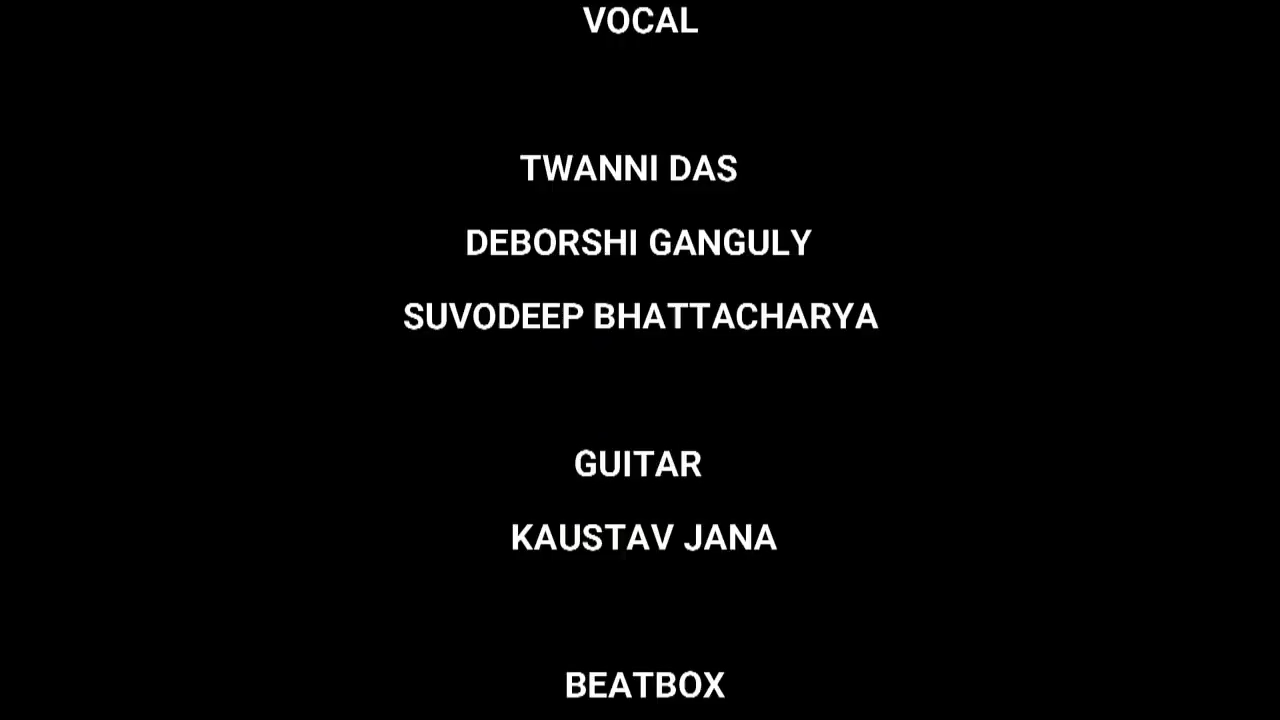 VOCAL
TWANNI DAS
DEBORSHI GANGULY
SUVODEEP BHATTACHARYA
GUITAR
KAUSTAV JANA
BEATBOX